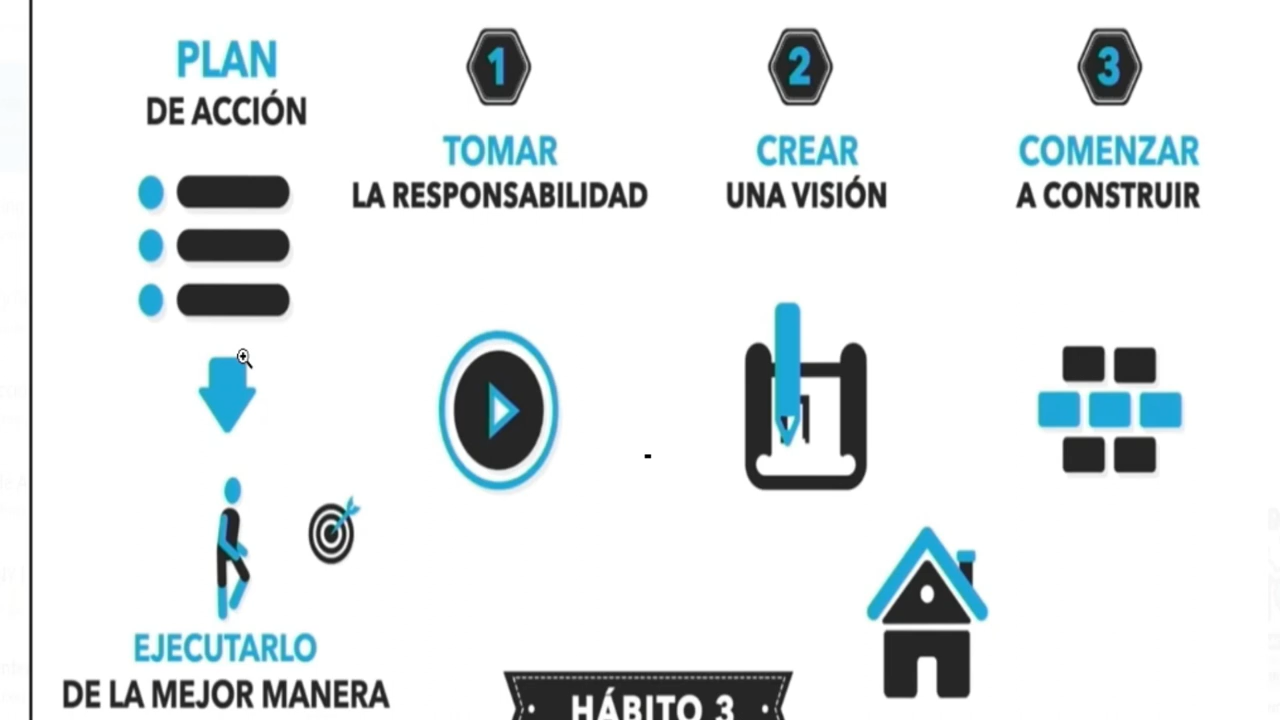 PLAN
DE ACCIÓN
1
TOMAR
LA RESPONSABILIDAD
2
CREAR
UNA VISIÓN
3
COMENZAR
A CONSTRUIR
EJECUTARLO
DE LA MEJOR MANERA
HÁBITO 3